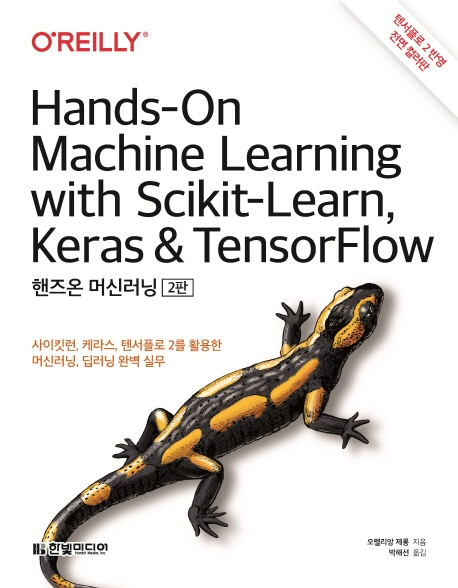 O'REILLY®
텐서플로 2 반영
전면 컬러판
Hands-On
Machine Learning
with Scikit-Learn,
Keras & TensorFlow
핸즈온 머신러닝 2판
사이킷런, 케라스, 텐서플로 2를 활용한
머신러닝, 딥러닝 완벽 실무
오렐리앙 제롱 지음
박해선 옮김
한빛미디어
Hanbit Media, Inc.